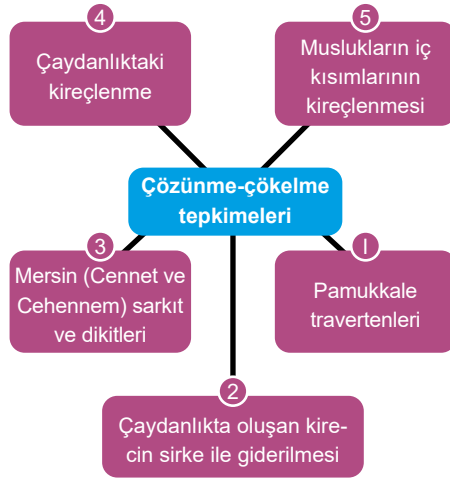 4
Çaydanlıktaki
kireçlenme
5
Muslukların iç
kısımlarının
kireçlenmesi
Çözünme-çökelme
tepkimeleri
3
Mersin (Cennet ve
Cehennem) sarkıt
ve dikitleri
I
Pamukkale
travertenleri
2
Çaydanlıkta oluşan kire-
cin sirke ile giderilmesi